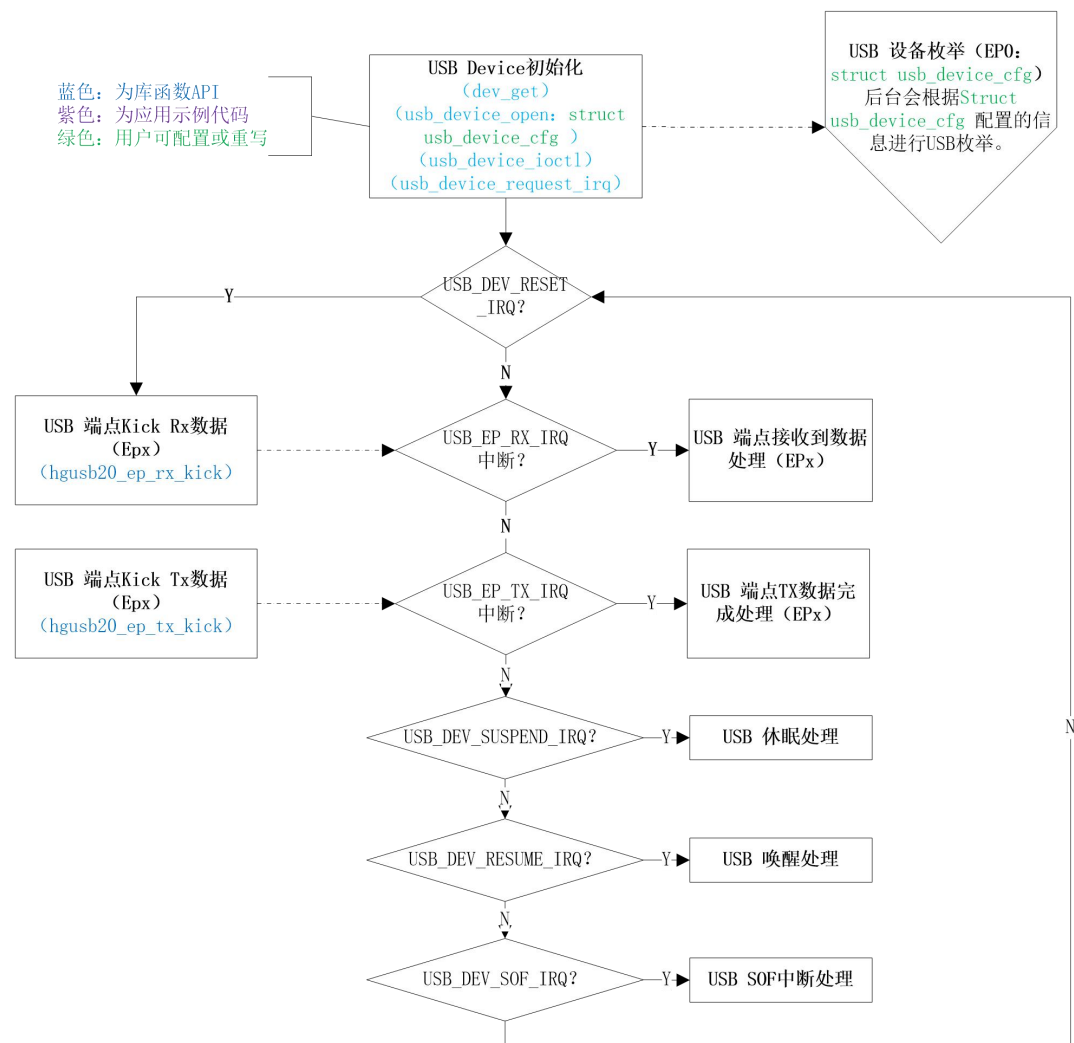 蓝色：为库函数API
紫色：为应用示例代码
绿色：用户可配置或重写
USB Device初始化
（dev_get）
（usb_device_open：struct
usb_device_cfg ）
（usb_device_ioctl）
（usb_device_request_irq）
USB 设备枚举（EP0：
struct usb_device_cfg）
后台会根据Struct
usb_device_cfg 配置的信
息进行USB枚举。
USB_DEV_RESET
_IRQ？
Y
N
USB 端点Kick Rx数据
（Epx）
（hgusb20_ep_rx_kick）
USB_EP_RX_IRQ
中断？
Y
USB 端点接收到数据
处理（EPx）
N
USB 端点Kick Tx数据
（Epx）
（hgusb20_ep_tx_kick）
USB_EP_TX_IRQ
中断？
Y
USB 端点TX数据完
成处理（EPx）
N
USB_DEV_SUSPEND_IRQ？
Y
USB 休眠处理
N
N
USB_DEV_RESUME_IRQ？
Y
USB 唤醒处理
N
USB_DEV_SOF_IRQ？
Y
USB SOF中断处理